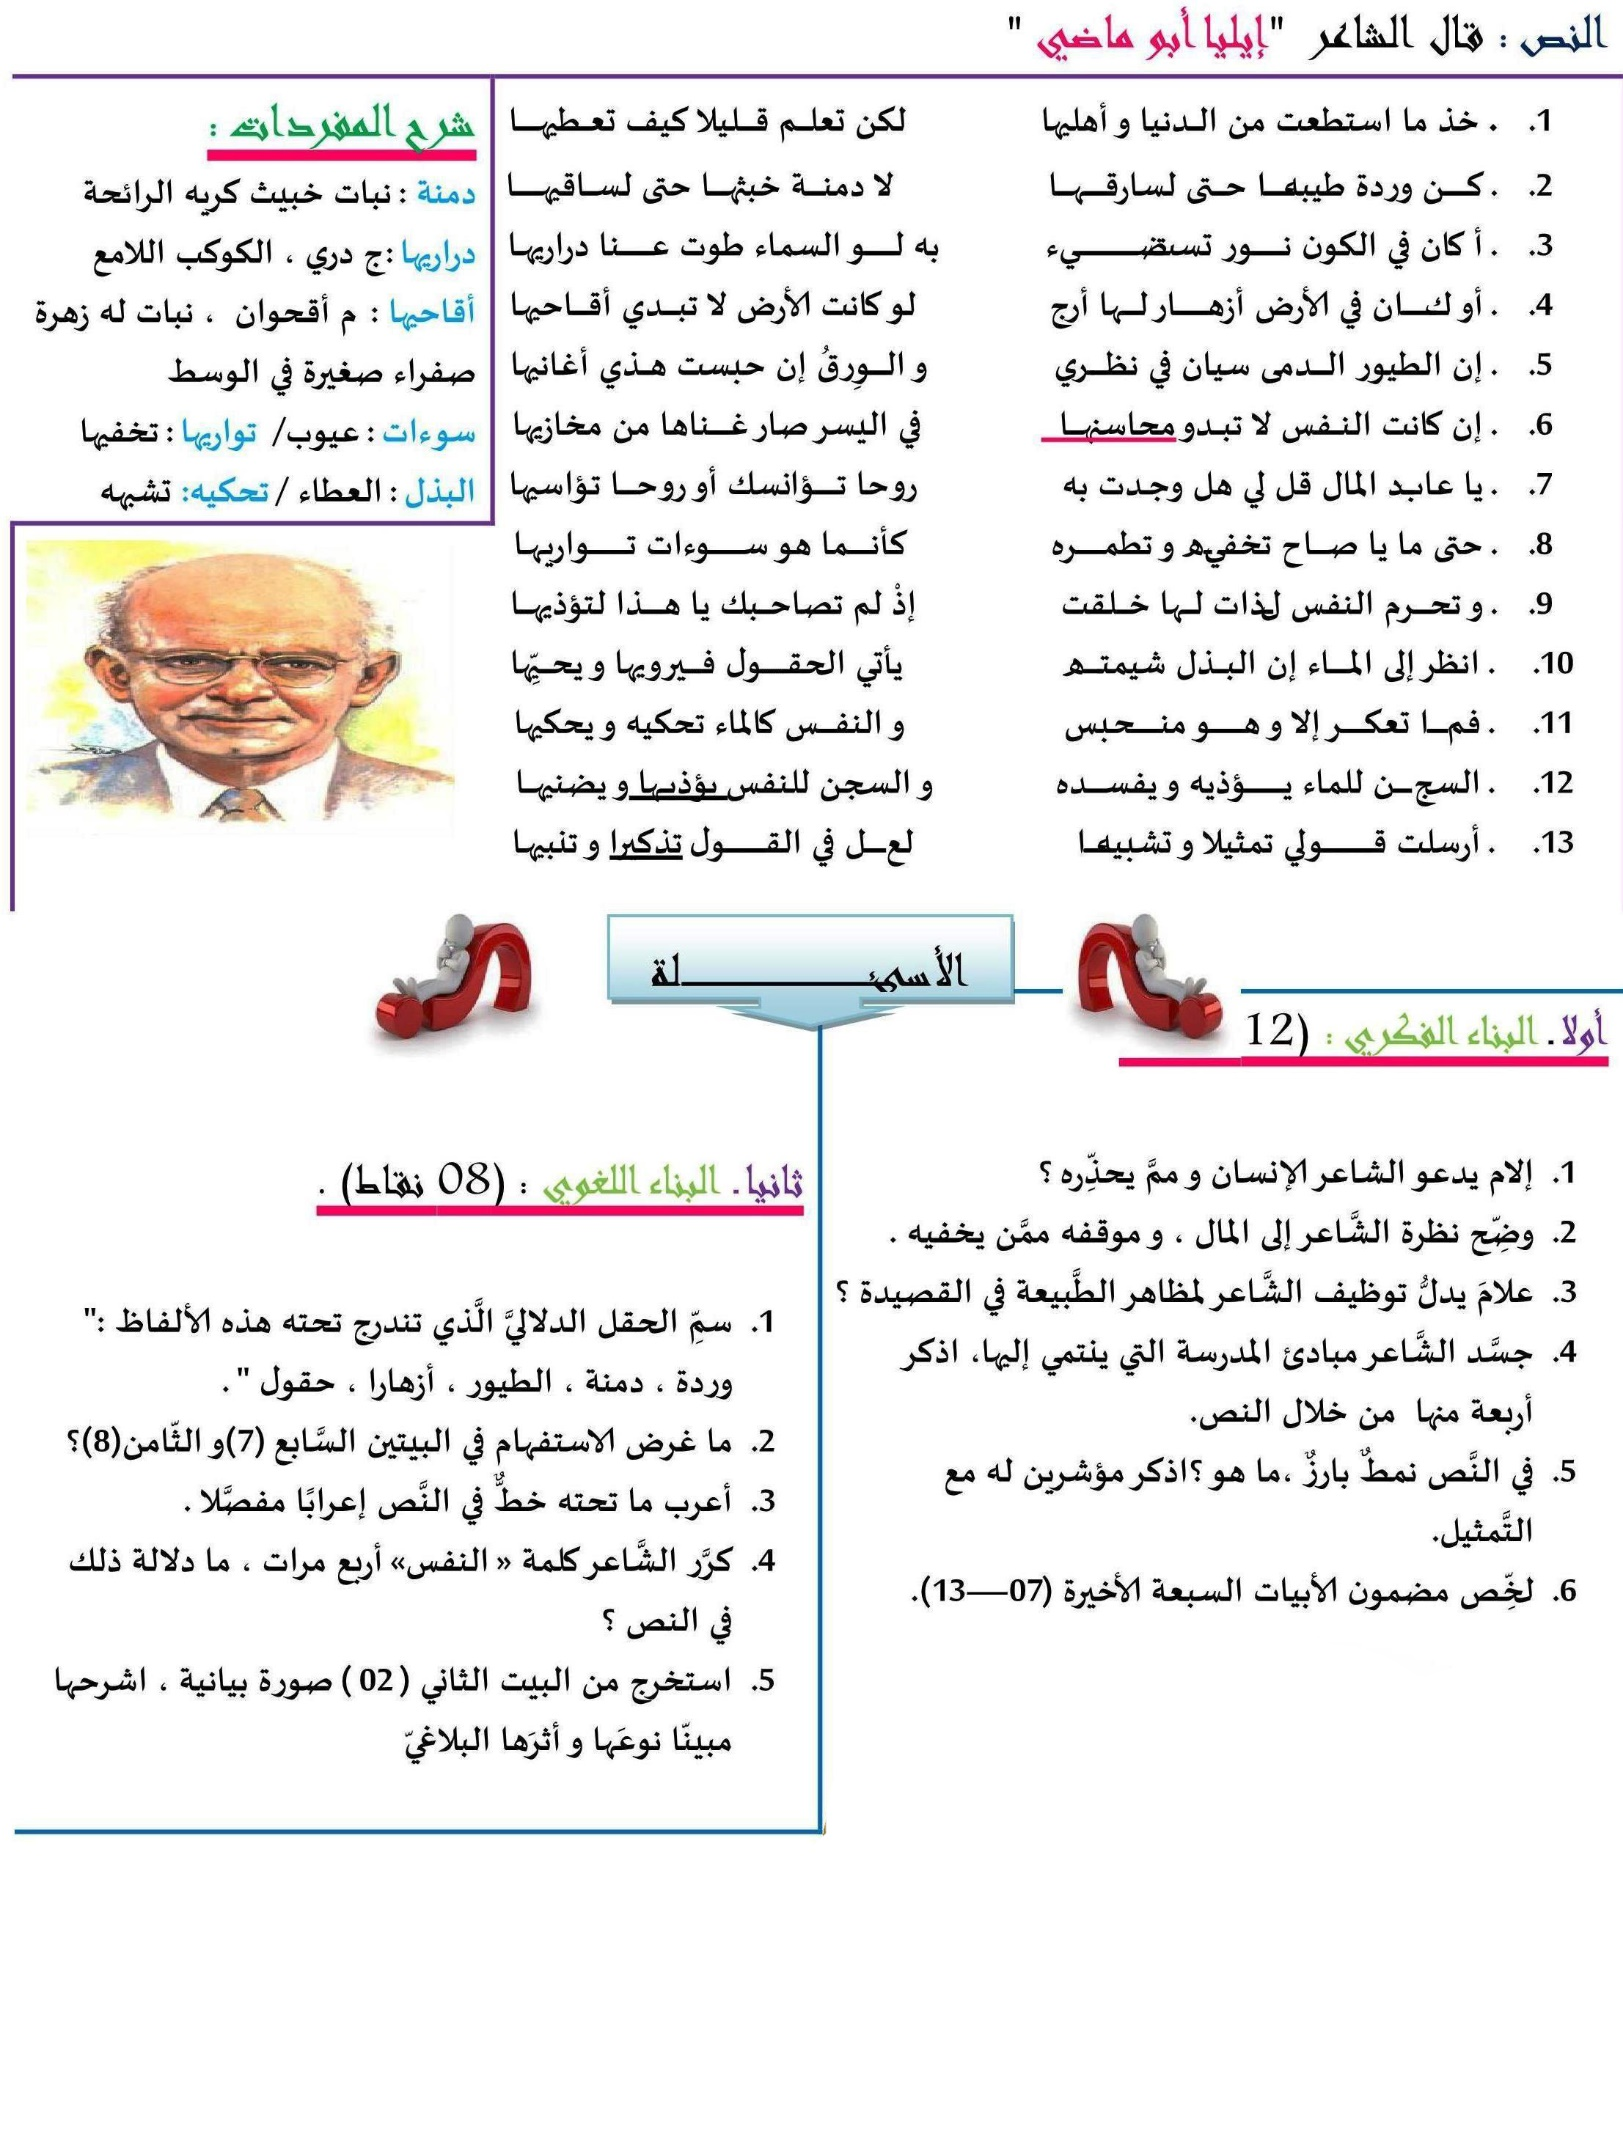 النص : قال الشاعر "إيليا أبو ماضي "
1. . خذ ما استطعت من الدنيا و أهليها لكن تعلم قليلا كيف تعطيها
2. . كن وردة طيبها حتى لسارقها لا دمنة خبثها حتى لساقيها
3. . أ كان في الكون نور تستضيء به لو السماء طوت عنا دراريها
4. . أو كان في الأرض أزهار لها أرج لو كانت الأرض لا تبدي أقاحيها
5. . إن الطيور الدمى سيان في نظري و الورِقُ إن حبست هذي أغانيها
6. . إن كانت النفس لا تبدو محاسنها في اليسر صار غناها من مخازيها
7. . يا عابد المال قل لي هل وجدت به روحا تؤانسك أو روحا تؤاسيها
8. . حتى ما يا صاح تخفيه و تطمره كأنما هو سوءات تواريها
9. . و تحرم النفس لذات لها خلقت إذْ لم تصاحبك يا هذا لتؤذيها
10. . انظر إلى الماء إن البذل شيمته يأتي الحقول فيرويها و يحيِّها
11. . فما تعكر إلا و هو منحبس و النفس كالماء تحكيه و يحكيها
12. . السجن للماء يؤذيه و يفسده و السجن للنفس يؤذيها و يضنيها
13. . أرسلت قولي تمثيلا و تشبيها لعل في القول تذكيرا و تنبيها
شرح المفردات :
دمنة : نبات خبيث كريه الرائحة
دراريها :ج دري ، الكوكب اللامع
أقاحيها : م أقحوان ، نبات له زهرة
صفراء صغيرة في الوسط
سوءات : عيوب/ تواريها : تخفيها
البذل : العطاء / تحكيه: تشبهه
الأسئلة
أولا. البناء الفكري : (12
1. إلام يدعو الشاعر الإنسان و ممَّ يحذِّره ؟
2. وضِّح نظرة الشَّاعر إلى المال ، و موقفه ممَّن يخفيه .
3. علامَ يدلُّ توظيف الشَّاعر لمظاهر الطَّبيعة في القصيدة ؟
4. جسَّد الشَّاعر مبادئ المدرسة التي ينتمي إليها، اذكر
أربعة منها من خلال النص.
5. في النَّص نمطٌ بارزٌ ،ما هو ؟اذكر مؤشرين له مع
التَّمثيل.
6. لخِّص مضمون الأبيات السبعة الأخيرة (07—13).
ثانيا. البناء اللغوي : (08 نقاط) .
1. سمِّ الحقل الدلاليَّ الَّذي تندرج تحته هذه الألفاظ :"
وردة ، دمنة ، الطيور ، أزهارا ، حقول " .
2. ما غرض الاستفهام في البيتين السَّابع (7)و الثّامن(8)؟
3. أعرب ما تحته خطٌّ في النَّص إعرابًا مفصَّلا .
4. كرَّر الشَّاعر كلمة « النفس» أربع مرات ، ما دلالة ذلك
في النص ؟
5. استخرج من البيت الثاني ( 02 ) صورة بيانية ، اشرحها
مبينّا نوعَها و أثرَها البلاغيّ